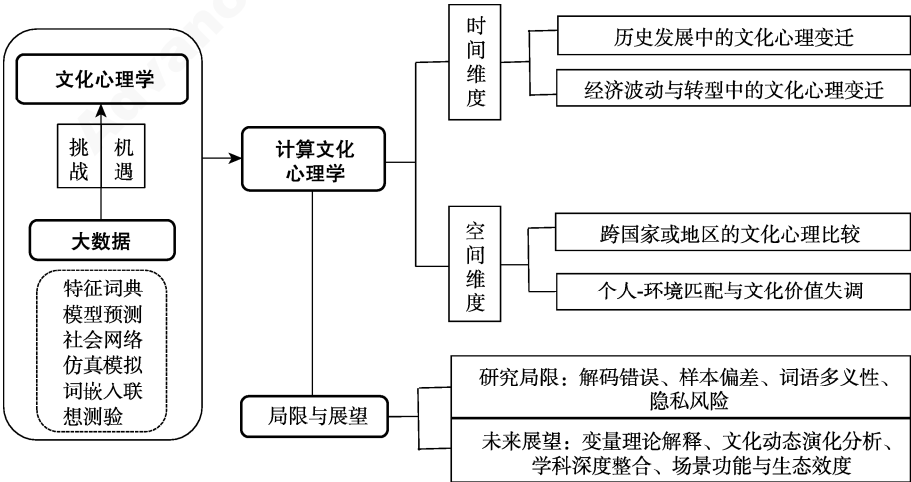 文化心理学
挑战
机遇
大数据
特征词典
模型预测
社会网络
仿真模拟
词嵌入联
想测验
计算文化
心理学
时间维度
历史发展中的文化心理变迁
经济波动与转型中的文化心理变迁
空间维度
跨国家或地区的文化心理比较
个人-环境匹配与文化价值失调
局限与展望
研究局限：解码错误、样本偏差、词语多义性、
隐私风险
未来展望：变量理论解释、文化动态演化分析、
学科深度整合、场景功能与生态效度